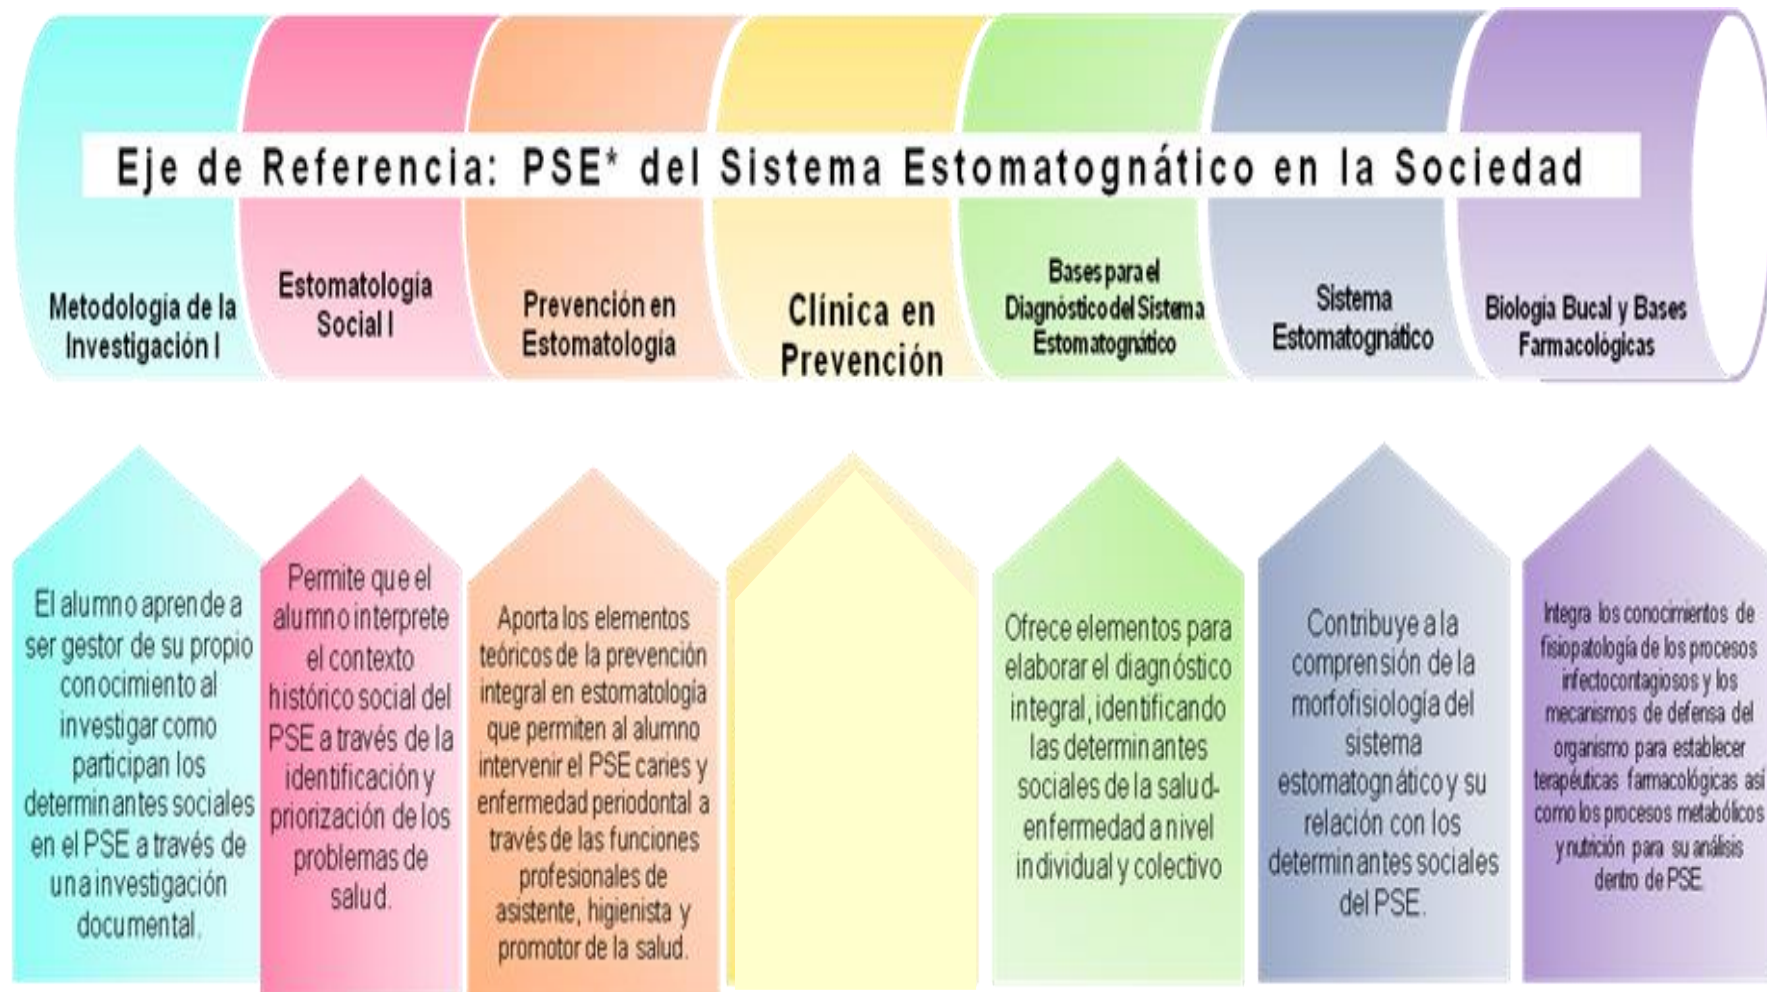 Eje de Referencia: PSE* del Sistema Estomatognático en la Sociedad
Metodología de la
Investigación I
Estomatología
Social I
Prevención en
Estomatología
Clínica en
Prevención
Bases para el
Diagnóstico del Sistema
Estomatognático
Sistema
Estomatognático
Biología Bucal y Bases
Farmacológicas
El alumno aprende a
ser gestor de su propio
conocimiento al
investigar como
participan los
determinantes sociales
en el PSE a través de
una investigación
documental.
Permite que el
alumno interprete
el contexto
histórico social del
PSE a través de la
identificación y
priorización de los
problemas de
salud.
Aporta los elementos
teóricos de la prevención
integral en estomatología
que permiten al alumno
intervenir el PSE caries y
enfermedad periodontal a
través de las funciones
profesionales de
asistente, higienista y
promotor de la salud.
Ofrece elementos para
elaborar el diagnóstico
integral, identificando
las determinantes
sociales de la salud-
enfermedad a nivel
individual y colectivo
Contribuye a la
comprensión de la
morfofisiología del
sistema
estomatognático y su
relación con los
determinantes sociales
del PSE.
Integra los conocimientos de
fisiopatología de los procesos
infectocontagiosos y los
mecanismos de defensa del
organismo para establecer
terapéuticas farmacológicas así
como los procesos metabólicos
y nutrición para su análisis
dentro de PSE.